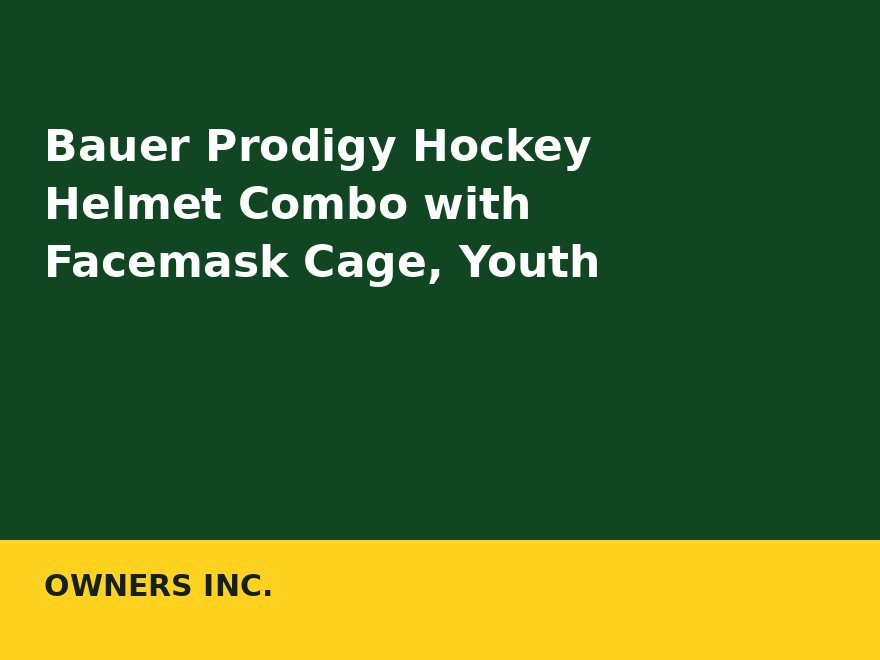 Bauer Prodigy Hockey
Helmet Combo with
Facemask Cage, Youth
OWNERS INC.